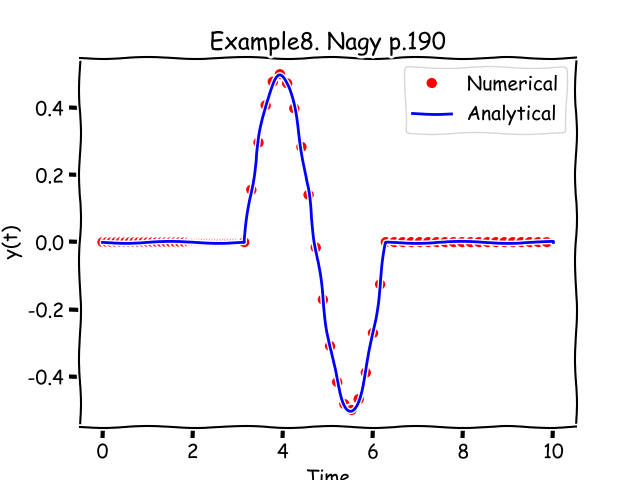 Example8. Nagy p.190
Numerical
Analytical
y(t)
0.4
0.2
0.0
-0.2
-0.4
0 2 4 6 8 10
Time